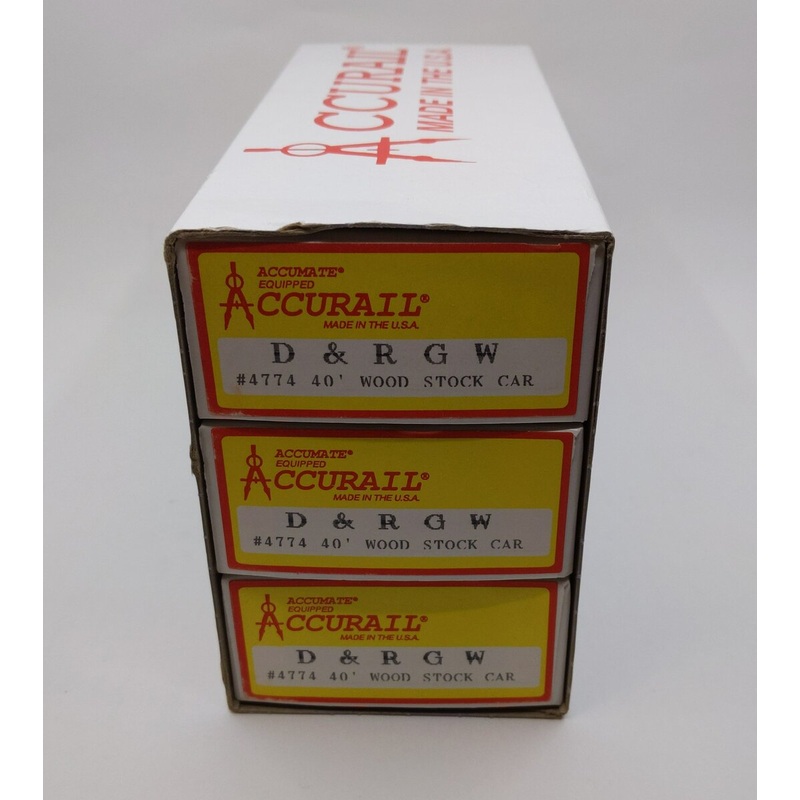 ACCURAIL
MADE IN THE U.S.A.
ACCUMATE®
EQUIPPED
ACCURAIL®
MADE IN THE U.S.A.
D & R G W
#4774 40' WOOD STOCK CAR
ACCUMATE®
EQUIPPED
ACCURAIL®
MADE IN THE U.S.A.
D & R G W
#4774 40' WOOD STOCK CAR
ACCUMATE®
EQUIPPED
ACCURAIL®
MADE IN THE U.S.A.
D & R G W
#4774 40' WOOD STOCK CAR